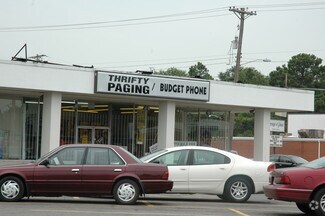 THRIFTY
PAGING / BUDGET PHONE